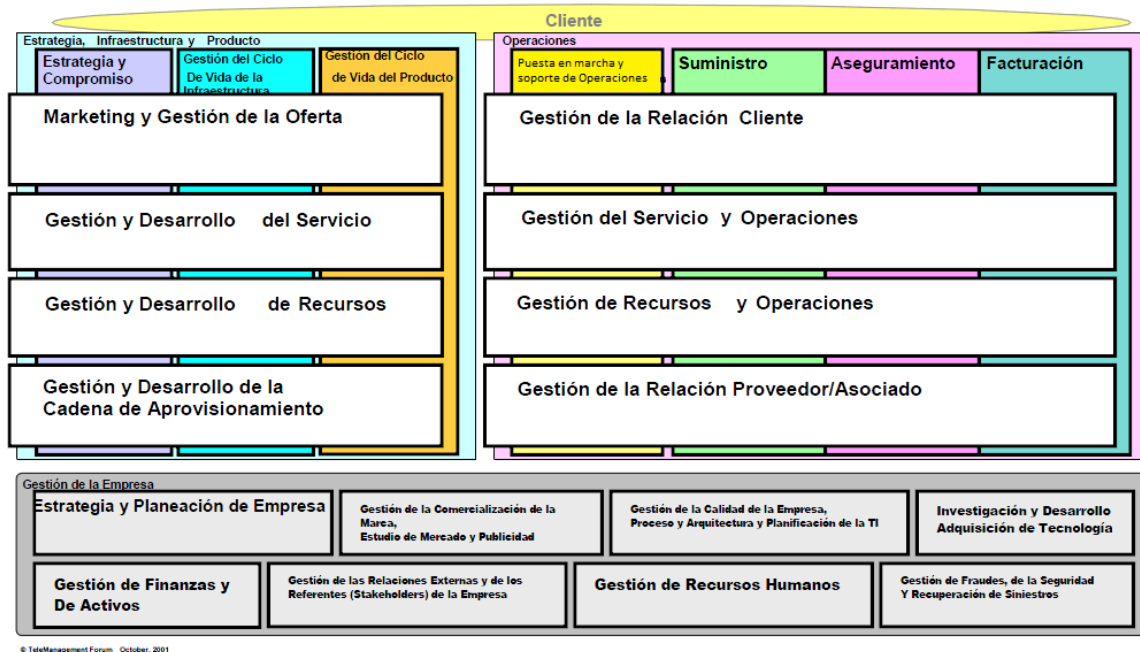 Cliente
Estrategia, Infraestructura y Producto
Estrategia y
Compromiso
Gestión del Ciclo
De Vida de la
Infraestructura
Gestión del Ciclo
de Vida del Producto
Marketing y Gestión de la Oferta
Gestión y Desarrollo del Servicio
Gestión y Desarrollo de Recursos
Gestión y Desarrollo de la
Cadena de Aprovisionamiento
Operaciones
Puesta en marcha y
soporte de Operaciones
Suministro
Aseguramiento
Facturación
Gestión de la Relación Cliente
Gestión del Servicio y Operaciones
Gestión de Recursos y Operaciones
Gestión de la Relación Proveedor/Asociado
Gestión de la Empresa
Estrategia y Planeación de Empresa
Gestión de la Comercialización de la
Marca,
Estudio de Mercado y Publicidad
Gestión de la Calidad de la Empresa,
Proceso y Arquitectura y Planificación de la TI
Investigación y Desarrollo
Adquisición de Tecnología
Gestión de Finanzas y
De Activos
Gestión de las Relaciones Externas y de los
Referentes (Stakeholders) de la Empresa
Gestión de Recursos Humanos
Gestión de Fraudes, de la Seguridad
Y Recuperación de Siniestros
© TeleManagement Forum October, 2001